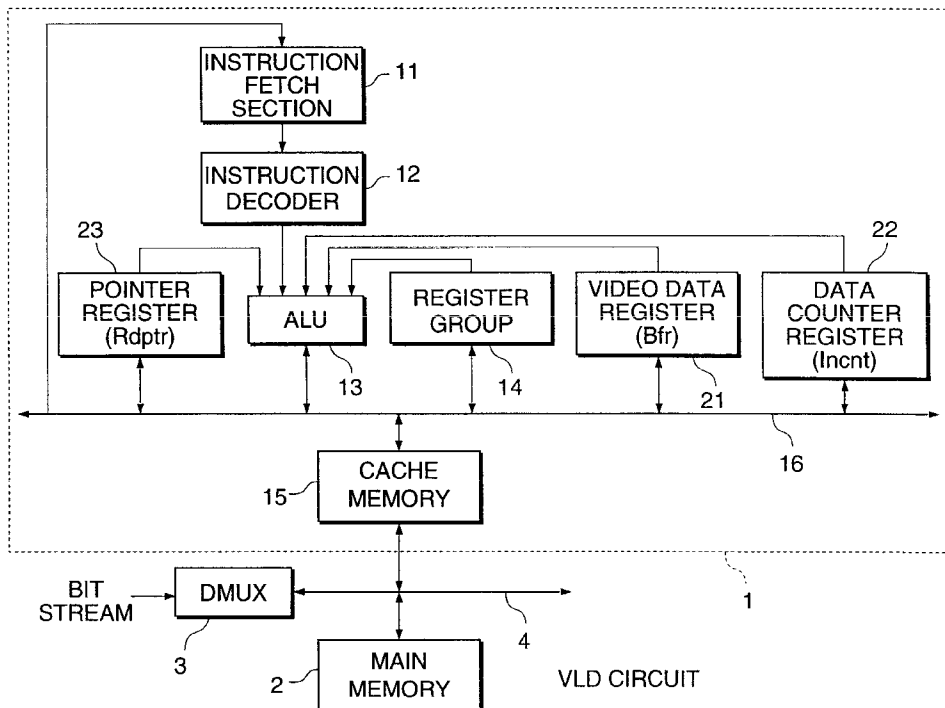 INSTRUCTION
FETCH
SECTION
11
INSTRUCTION
DECODER
12
23
POINTER
REGISTER
(Rdptr)
ALU
13
REGISTER
GROUP
14
VIDEO DATA
REGISTER
(Bfr)
21
22
DATA
COUNTER
REGISTER
(Incnt)
16
CACHE
MEMORY
15
1
BIT
STREAM
DMUX
3
4
MAIN
MEMORY
2
VLD CIRCUIT